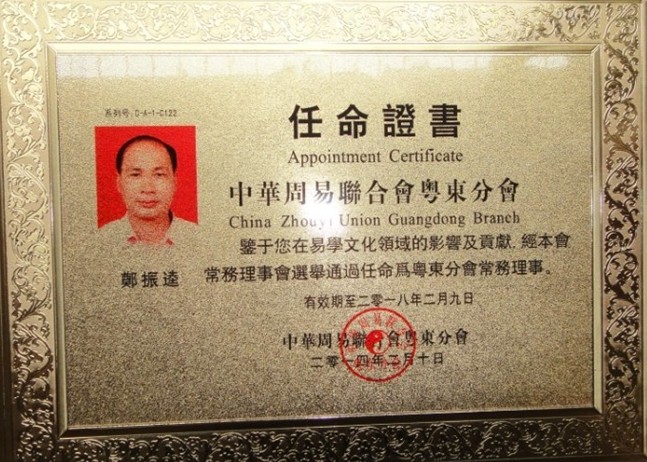 系列号：C-A-1-C122
任命證書
Appointment Certificate
中華周易聯合會粵東分會
China Zhouyi Union Guangdong Branch
鄭振逵
鑒于您在易學文化領域的影響及貢獻，經本會
常務理事會選舉通過任命爲粵東分會常務理事。
有效期至二零一八年二月九日
中華周易聯合會粵東分會
二零一四年二月十日